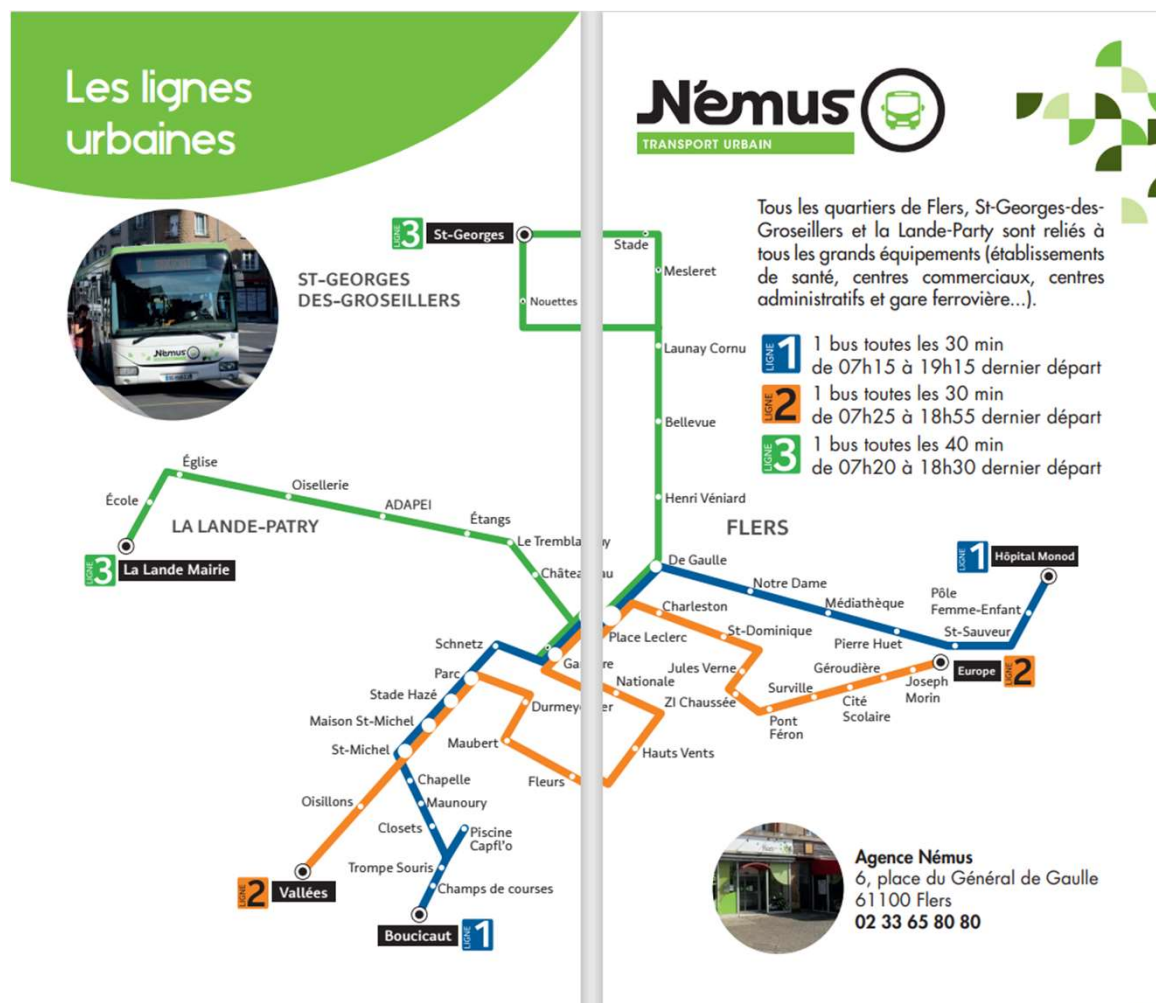 Les lignes
urbaines
Némus
TRANSPORT URBAIN
Tous les quartiers de Flers, St-Georges-des-
Groseillers et la Lande-Party sont reliés à
tous les grands équipements (établissements
de santé, centres commerciaux, centres
administratifs et gare ferrovière...).
LIGNE 1
1 bus toutes les 30 min
de 07h15 à 19h15 dernier départ
LIGNE 2
1 bus toutes les 30 min
de 07h25 à 18h55 dernier départ
LIGNE 3
1 bus toutes les 40 min
de 07h20 à 18h30 dernier départ
LIGNE 3 St-Georges
Stade
ST-GEORGES
DES-GROSEILLERS
Mesleret
Nouettes
Launay Cornu
Bellevue
Henri Véniard
Église
Oisellerie
École
ADAPEI
Étangs
LA LANDE-PATRY
FLERS
LIGNE 3 La Lande Mairie
De Gaulle
LIGNE 1 Hôpital Monod
Notre Dame
Médiathèque
Pôle
Femme-Enfant
Pierre Huet
St-Sauveur
Charleston
St-Dominique
Place Leclerc
Schnetz
Parc
Stade Hazé
Maison St-Michel
St-Michel
Nationale
Jules Verne
ZI Chaussée
Surville
Géroudière
Pont
Féron
Cité
Scolaire
Joseph
Morin
Europe LIGNE 2
Maubert
Hauts Vents
Fleurs
Chapelle
Maunoury
Oisillons
Closets
Piscine
Capfl'o
Trompe Souris
Champs de courses
LIGNE 2 Vallées
Boucicaut LIGNE 1
Némus
Agence Némus
6, place du Général de Gaulle
61100 Flers
02 33 65 80 80